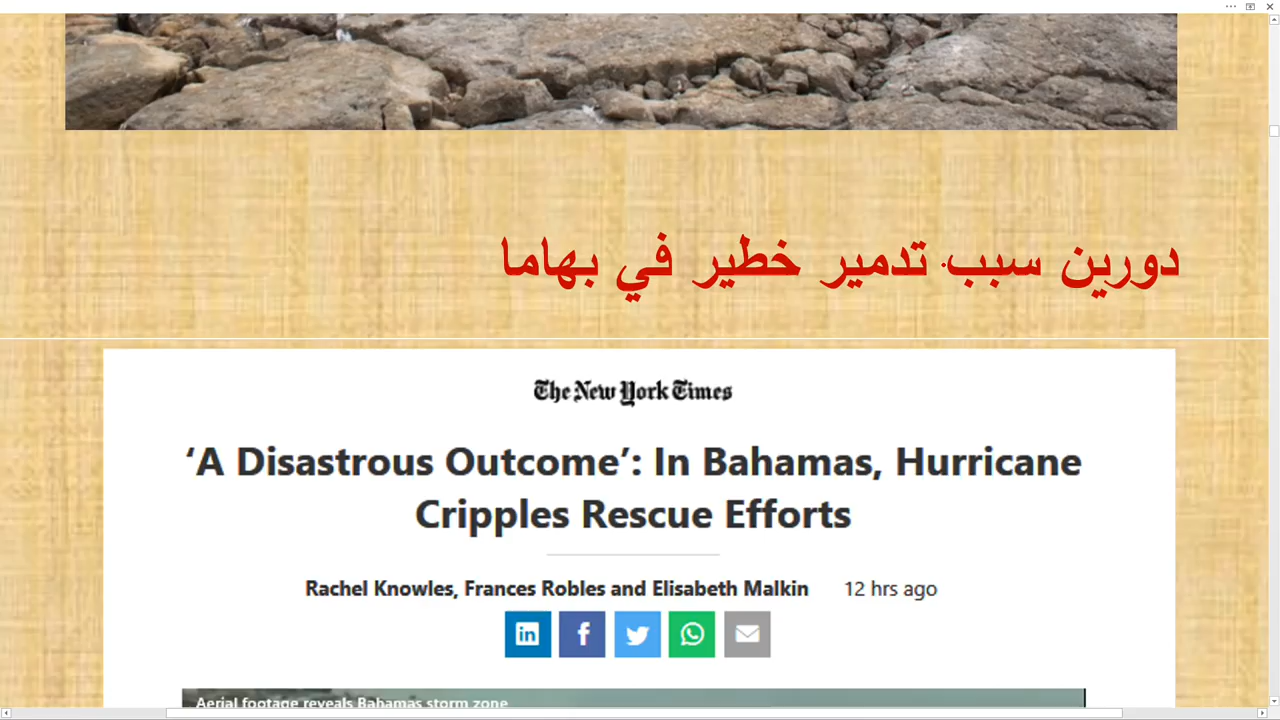 دورين سبب تدمير خطير في بهاما
The New York Times
‘A Disastrous Outcome’: In Bahamas, Hurricane
Cripples Rescue Efforts
Rachel Knowles, Frances Robles and Elisabeth Malkin 12 hrs ago
Aerial footage reveals Bahamas storm zone